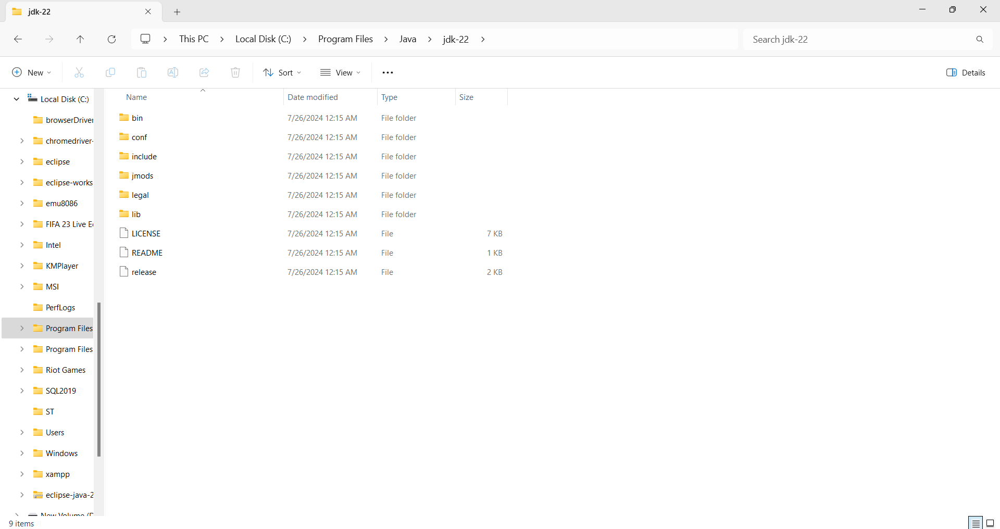 jdk-22
This PC > Local Disk (C:) > Program Files > Java > jdk-22 >
Search jdk-22
New
Sort
View
Details
Local Disk (C:)
browserDriver
chromedriver-
eclipse
eclipse-works
emu8086
FIFA 23 Live E
Intel
KMPlayer
MSI
PerfLogs
Program Files
Program Files
Riot Games
SQL2019
ST
Users
Windows
xampp
eclipse-java-2
New Volume (D
Name Date modified Type Size
bin 7/26/2024 12:15 AM File folder
conf 7/26/2024 12:15 AM File folder
include 7/26/2024 12:15 AM File folder
jmods 7/26/2024 12:15 AM File folder
legal 7/26/2024 12:15 AM File folder
lib 7/26/2024 12:15 AM File folder
LICENSE 7/26/2024 12:15 AM File 7 KB
README 7/26/2024 12:15 AM File 1 KB
release 7/26/2024 12:15 AM File 2 KB
9 items